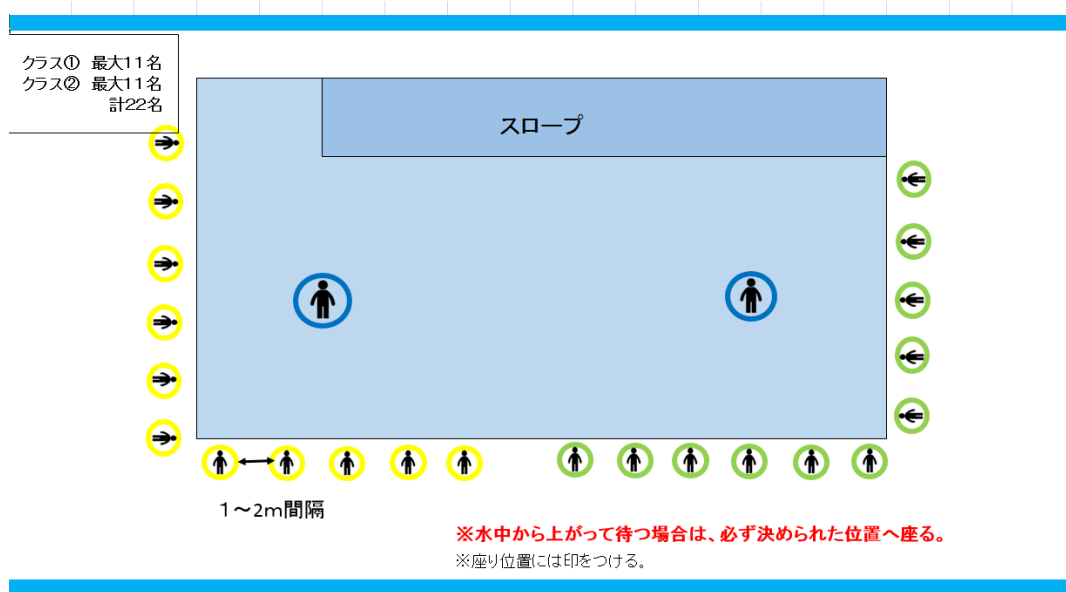 クラス① 最大11名
クラス② 最大11名
計22名
スロープ
１～2m間隔
※水中から上がって待つ場合は、必ず決められた位置へ座る。
※座り位置には印をつける。